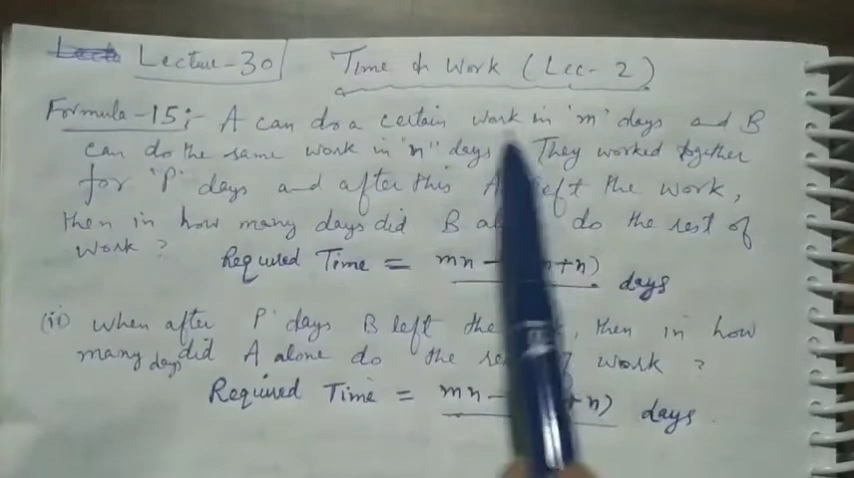 Lecture-30 Time & Work (Lec-2)
Formula-15:- A can do a certain work in 'm' days and B
can do the same work in "n" days. They worked together
for 'P' days and after this A left the work,
then in how many days did B do the rest of
work?
Required Time = mn - +n) days
(ii) when after P' days B left the then in how
many days did A alone do the work ?
Required Time = mn - +n) days.